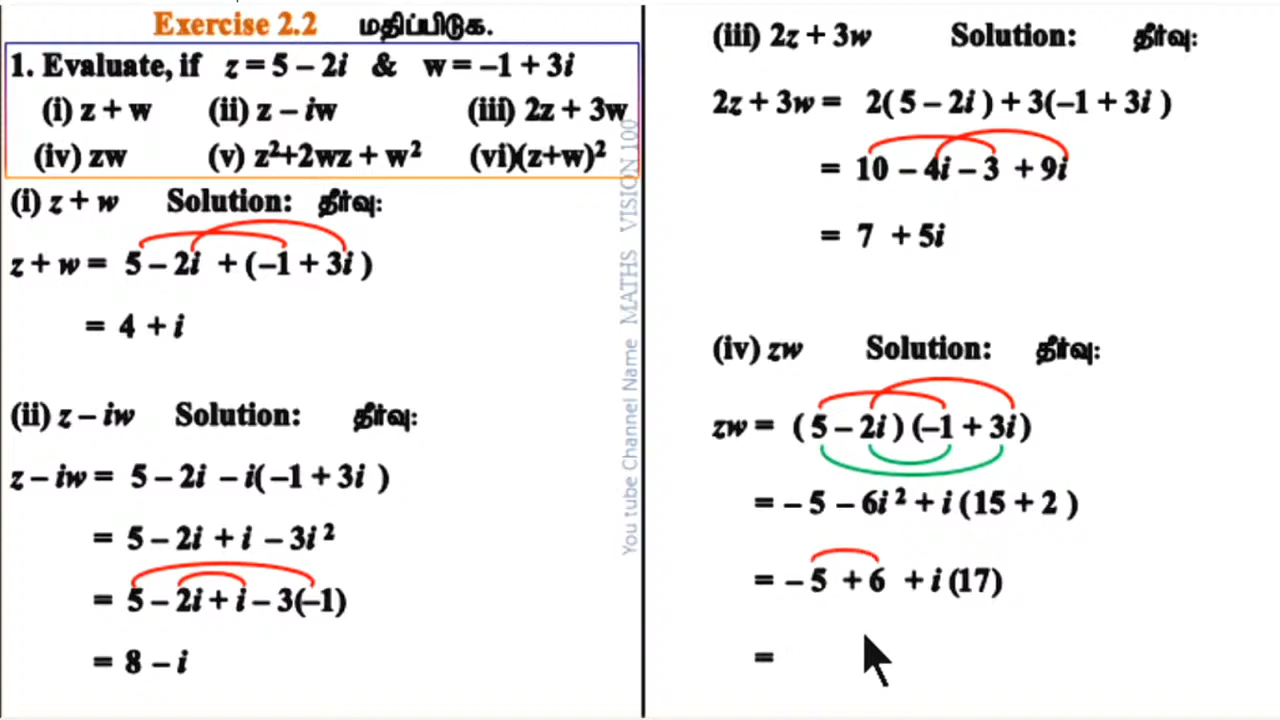 Exercise 2.2 மதிப்பிடுக.
1. Evaluate, if z = 5 – 2i & w = –1 + 3i
(i) z + w (ii) z – iw (iii) 2z + 3w
(iv) zw (v) z²+2wz + w² (vi)(z+w)²
(i) z + w Solution: தீர்வு:
z + w = 5 – 2i + (–1 + 3i )
= 4 + i
(ii) z – iw Solution: தீர்வு:
z – iw = 5 – 2i – i(–1 + 3i )
= 5 – 2i + i – 3i ²
= 5 – 2i + i – 3(–1)
= 8 – i
You tube Channel Name MATHS VISION 100
(iii) 2z + 3w Solution: தீர்வு:
2z + 3w = 2( 5 – 2i ) + 3(–1 + 3i )
= 10 – 4i – 3 + 9i
= 7 + 5i
(iv) zw Solution: தீர்வு:
zw = ( 5 – 2i ) (–1 + 3i )
= – 5 – 6i ² + i (15 + 2 )
= – 5 + 6 + i (17)
=